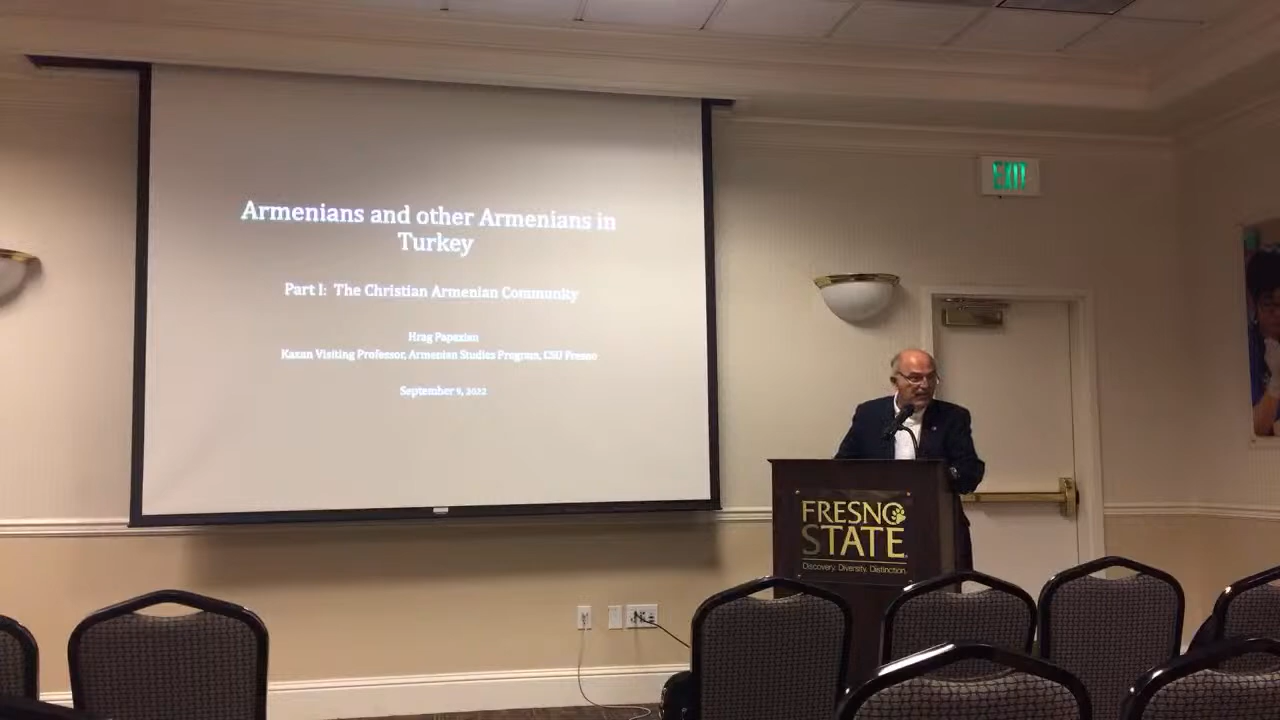 Armenians and other Armenians in
Turkey
Part I: The Christian Armenian Community
Hrag Papazian
Kazan Visiting Professor, Armenian Studies Program, CSU Fresno
September 9, 2022
EXIT
FRESNO
STATE
Discovery. Diversity. Distinction.